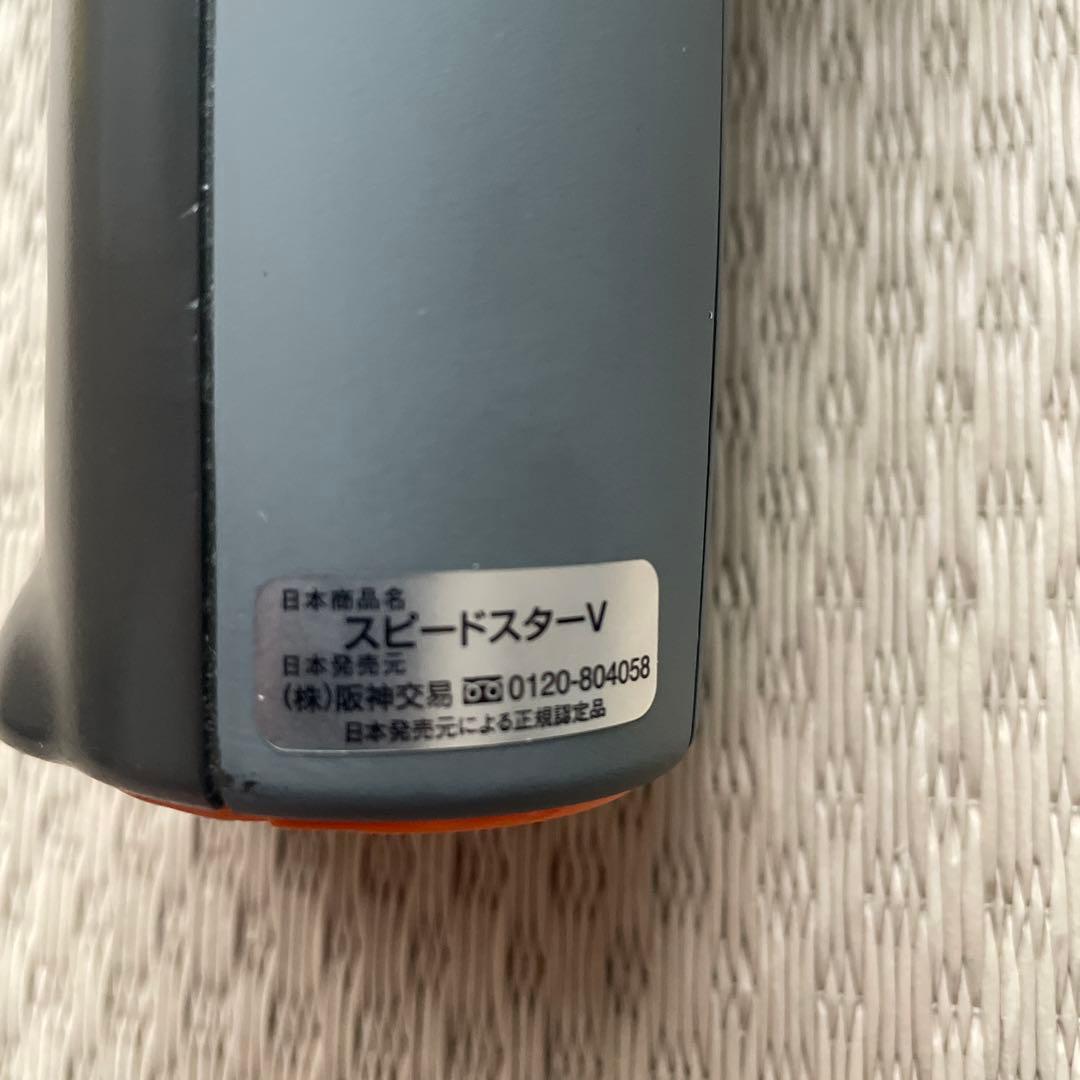 日本商品名
スピードスターV
日本発売元
(株)阪神交易 0120-804058
日本発売元による正規認定品